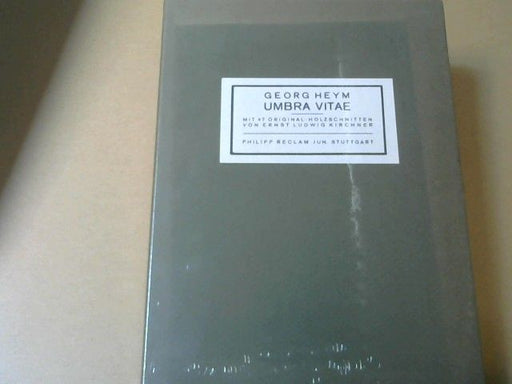 GEORG HEYM
UMBRA VITAE
MIT 47 ORIGINAL-HOLZSCHNITTEN
VON ERNST LUDWIG KIRCHNER
PHILIPP RECLAM JUN. STUTTGART